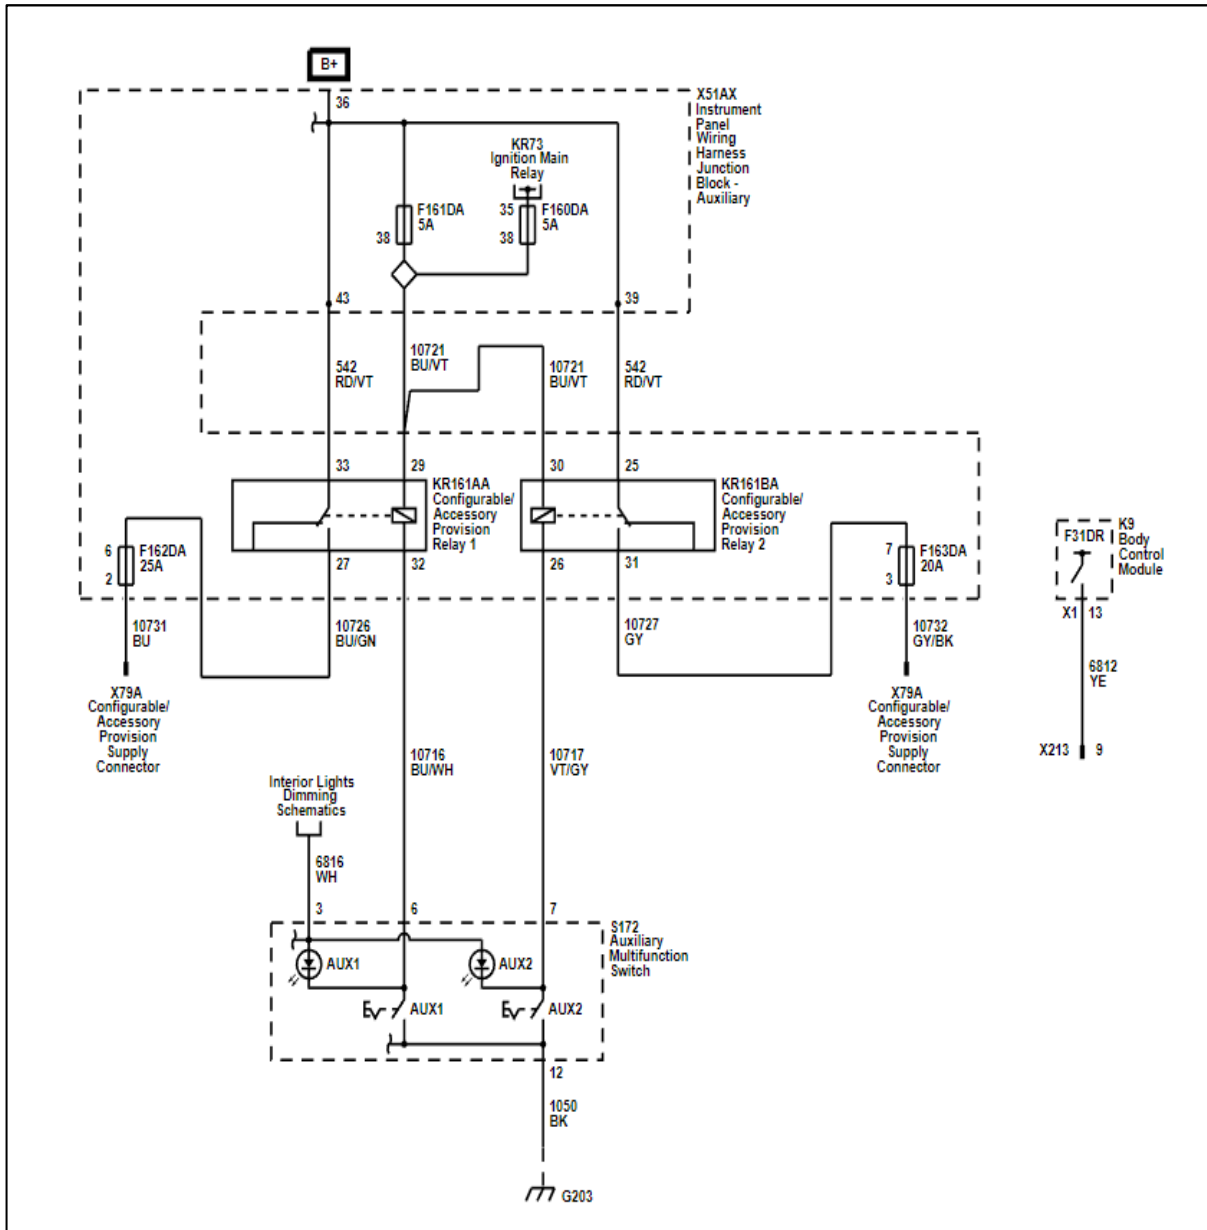 B+
36
X51AX
Instrument
Panel
Wiring
Harness
Junction
Block -
Auxiliary
KR73
Ignition Main
Relay
F161DA
5A
38
35
F160DA
5A
38
43
39
542
RD/VT
10721
BU/VT
10721
BU/VT
542
RD/VT
33
29
30
25
KR161AA
Configurable/
Accessory
Provision
Relay 1
KR161BA
Configurable/
Accessory
Provision
Relay 2
6
F162DA
25A
2
27
32
26
31
7
F163DA
20A
3
K9
Body
Control
Module
F31DR
X1
13
10731
BU
10726
BU/GN
10727
GY
10732
GY/BK
6812
YE
X79A
Configurable/
Accessory
Provision
Supply
Connector
X79A
Configurable/
Accessory
Provision
Supply
Connector
X213
9
10716
BU/WH
10717
VT/GY
Interior Lights
Dimming
Schematics
6816
WH
3
6
7
S172
Auxiliary
Multifunction
Switch
AUX1
AUX2
AUX1
AUX2
12
1050
BK
G203